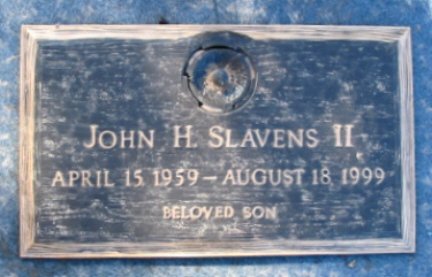 JOHN H. SLAVENS II
APRIL 15 1959 – AUGUST 18 1999
BELOVED SON